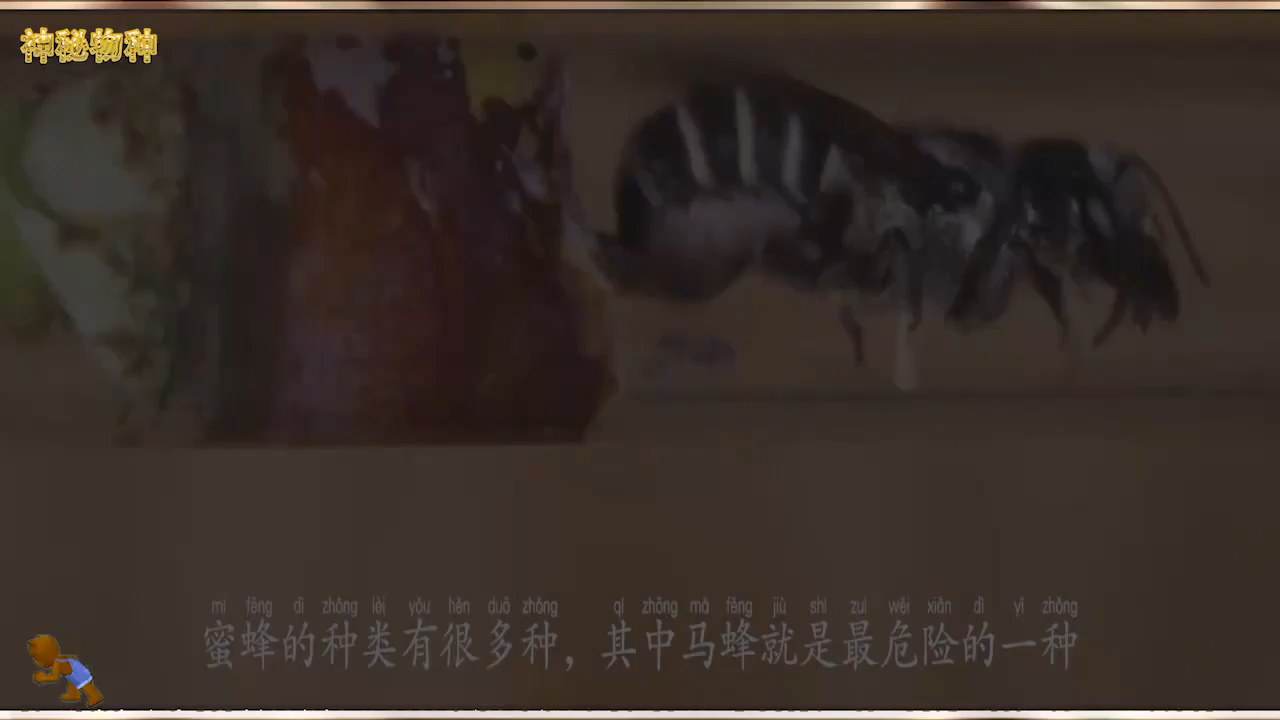 神秘物种
mì fēng dì zhǒng lèi yǒu hěn duō zhǒng qí zhōng mǎ fēng jiù shì zuì wēi xiǎn dì yī zhǒng
蜜蜂的种类有很多种，其中马蜂就是最危险的一种